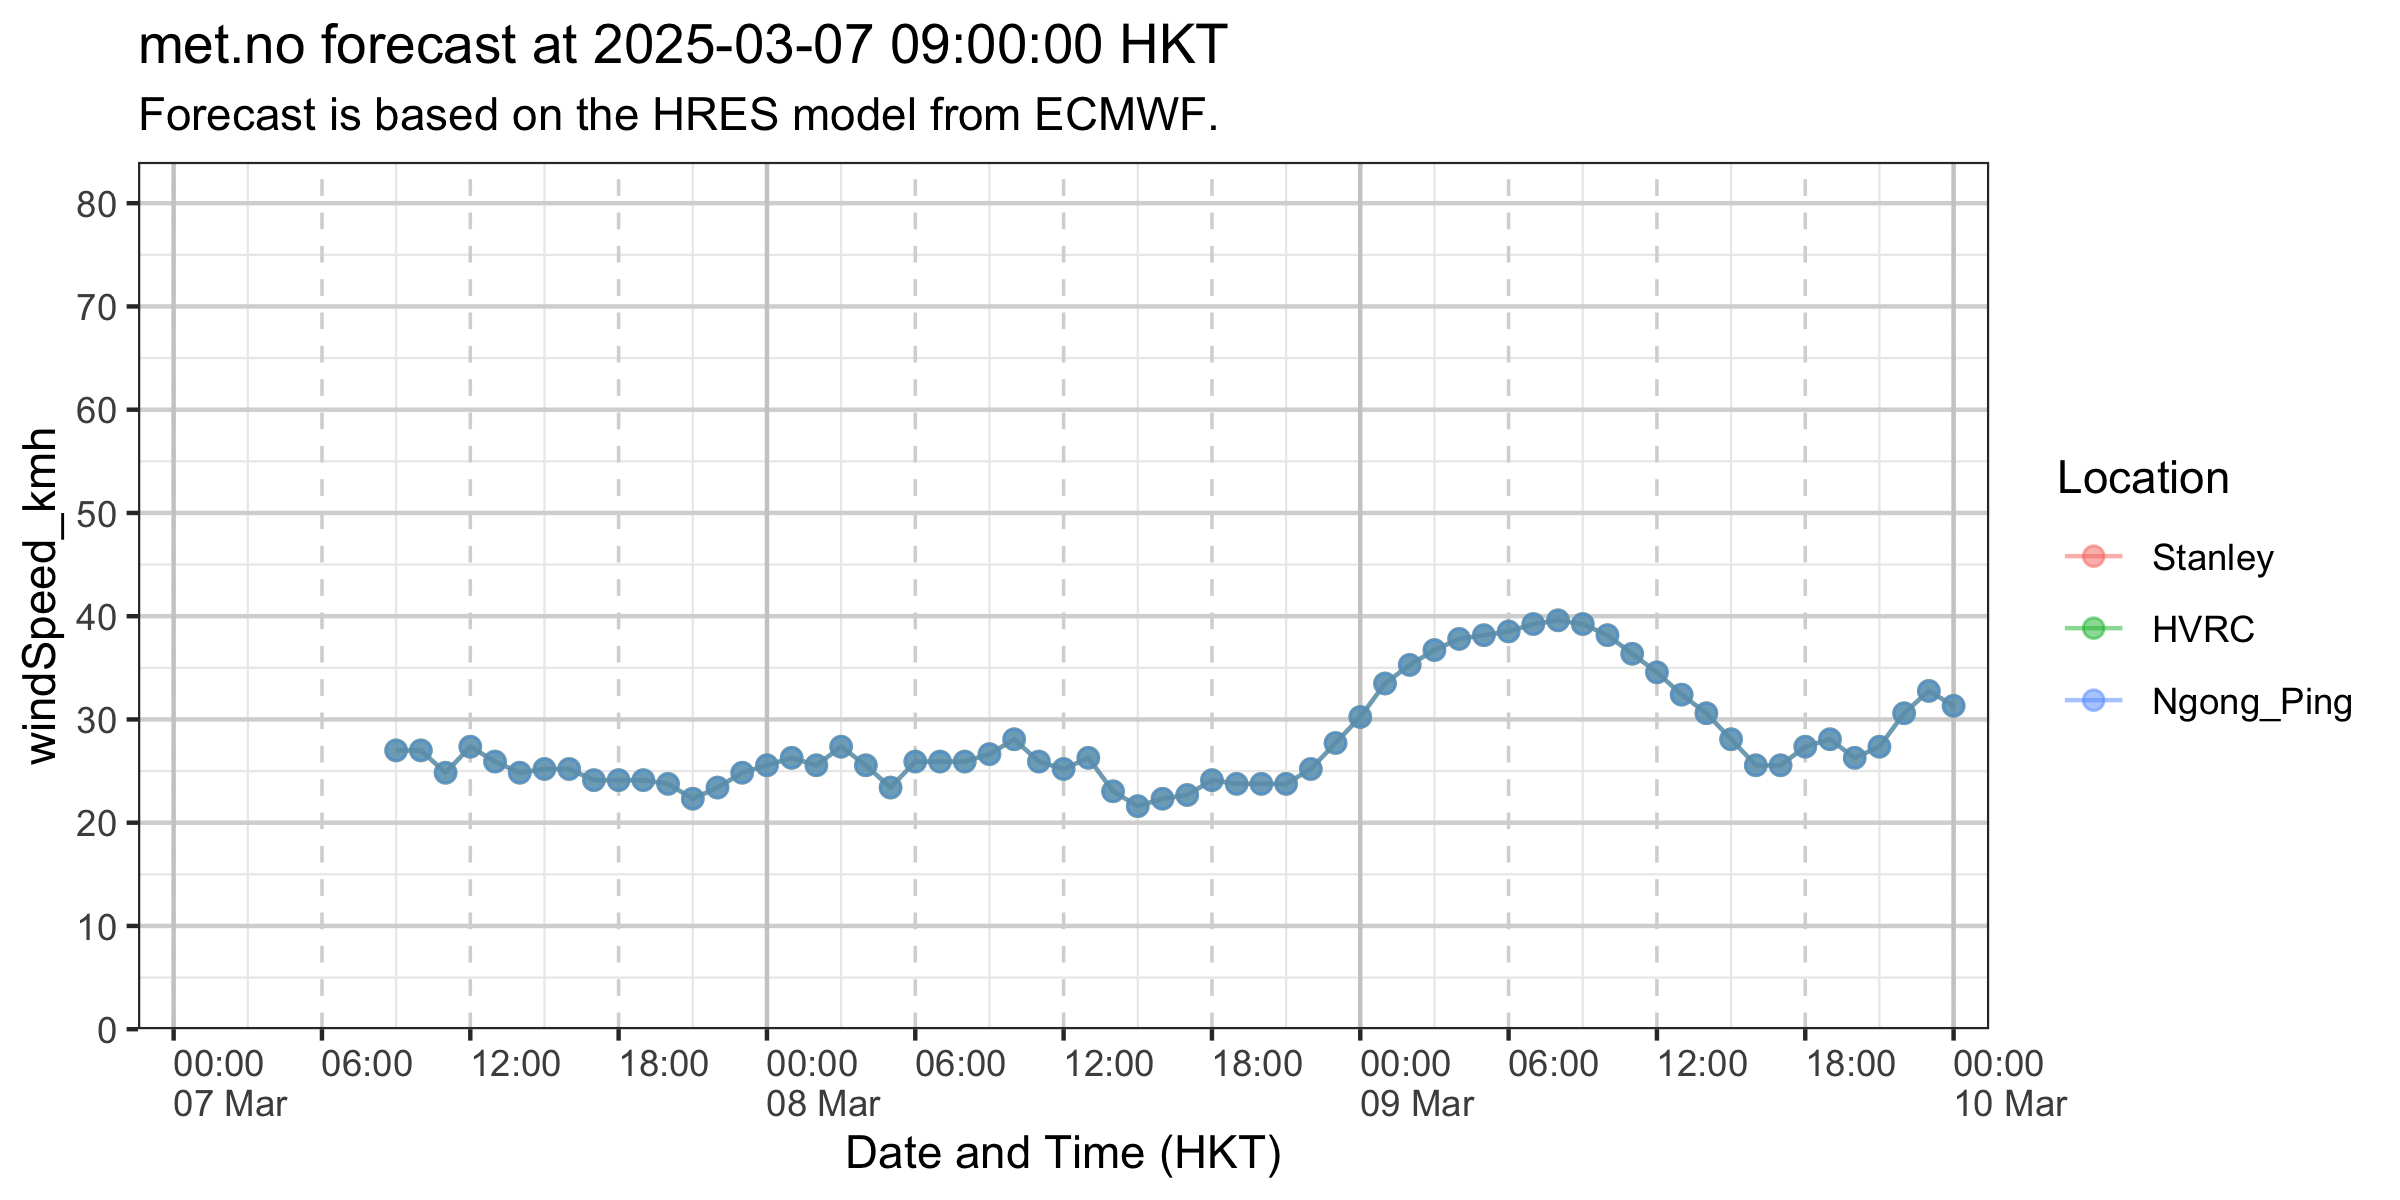 met.no forecast at 2025-03-07 09:00:00 HKT
Forecast is based on the HRES model from ECMWF.
windSpeed_kmh
80
70
60
50
40
30
20
10
0
00:00 06:00 12:00 18:00 00:00 06:00 12:00 18:00 00:00 06:00 12:00 18:00 00:00
07 Mar 08 Mar 09 Mar 10 Mar
Date and Time (HKT)
Location
Stanley
HVRC
Ngong_Ping